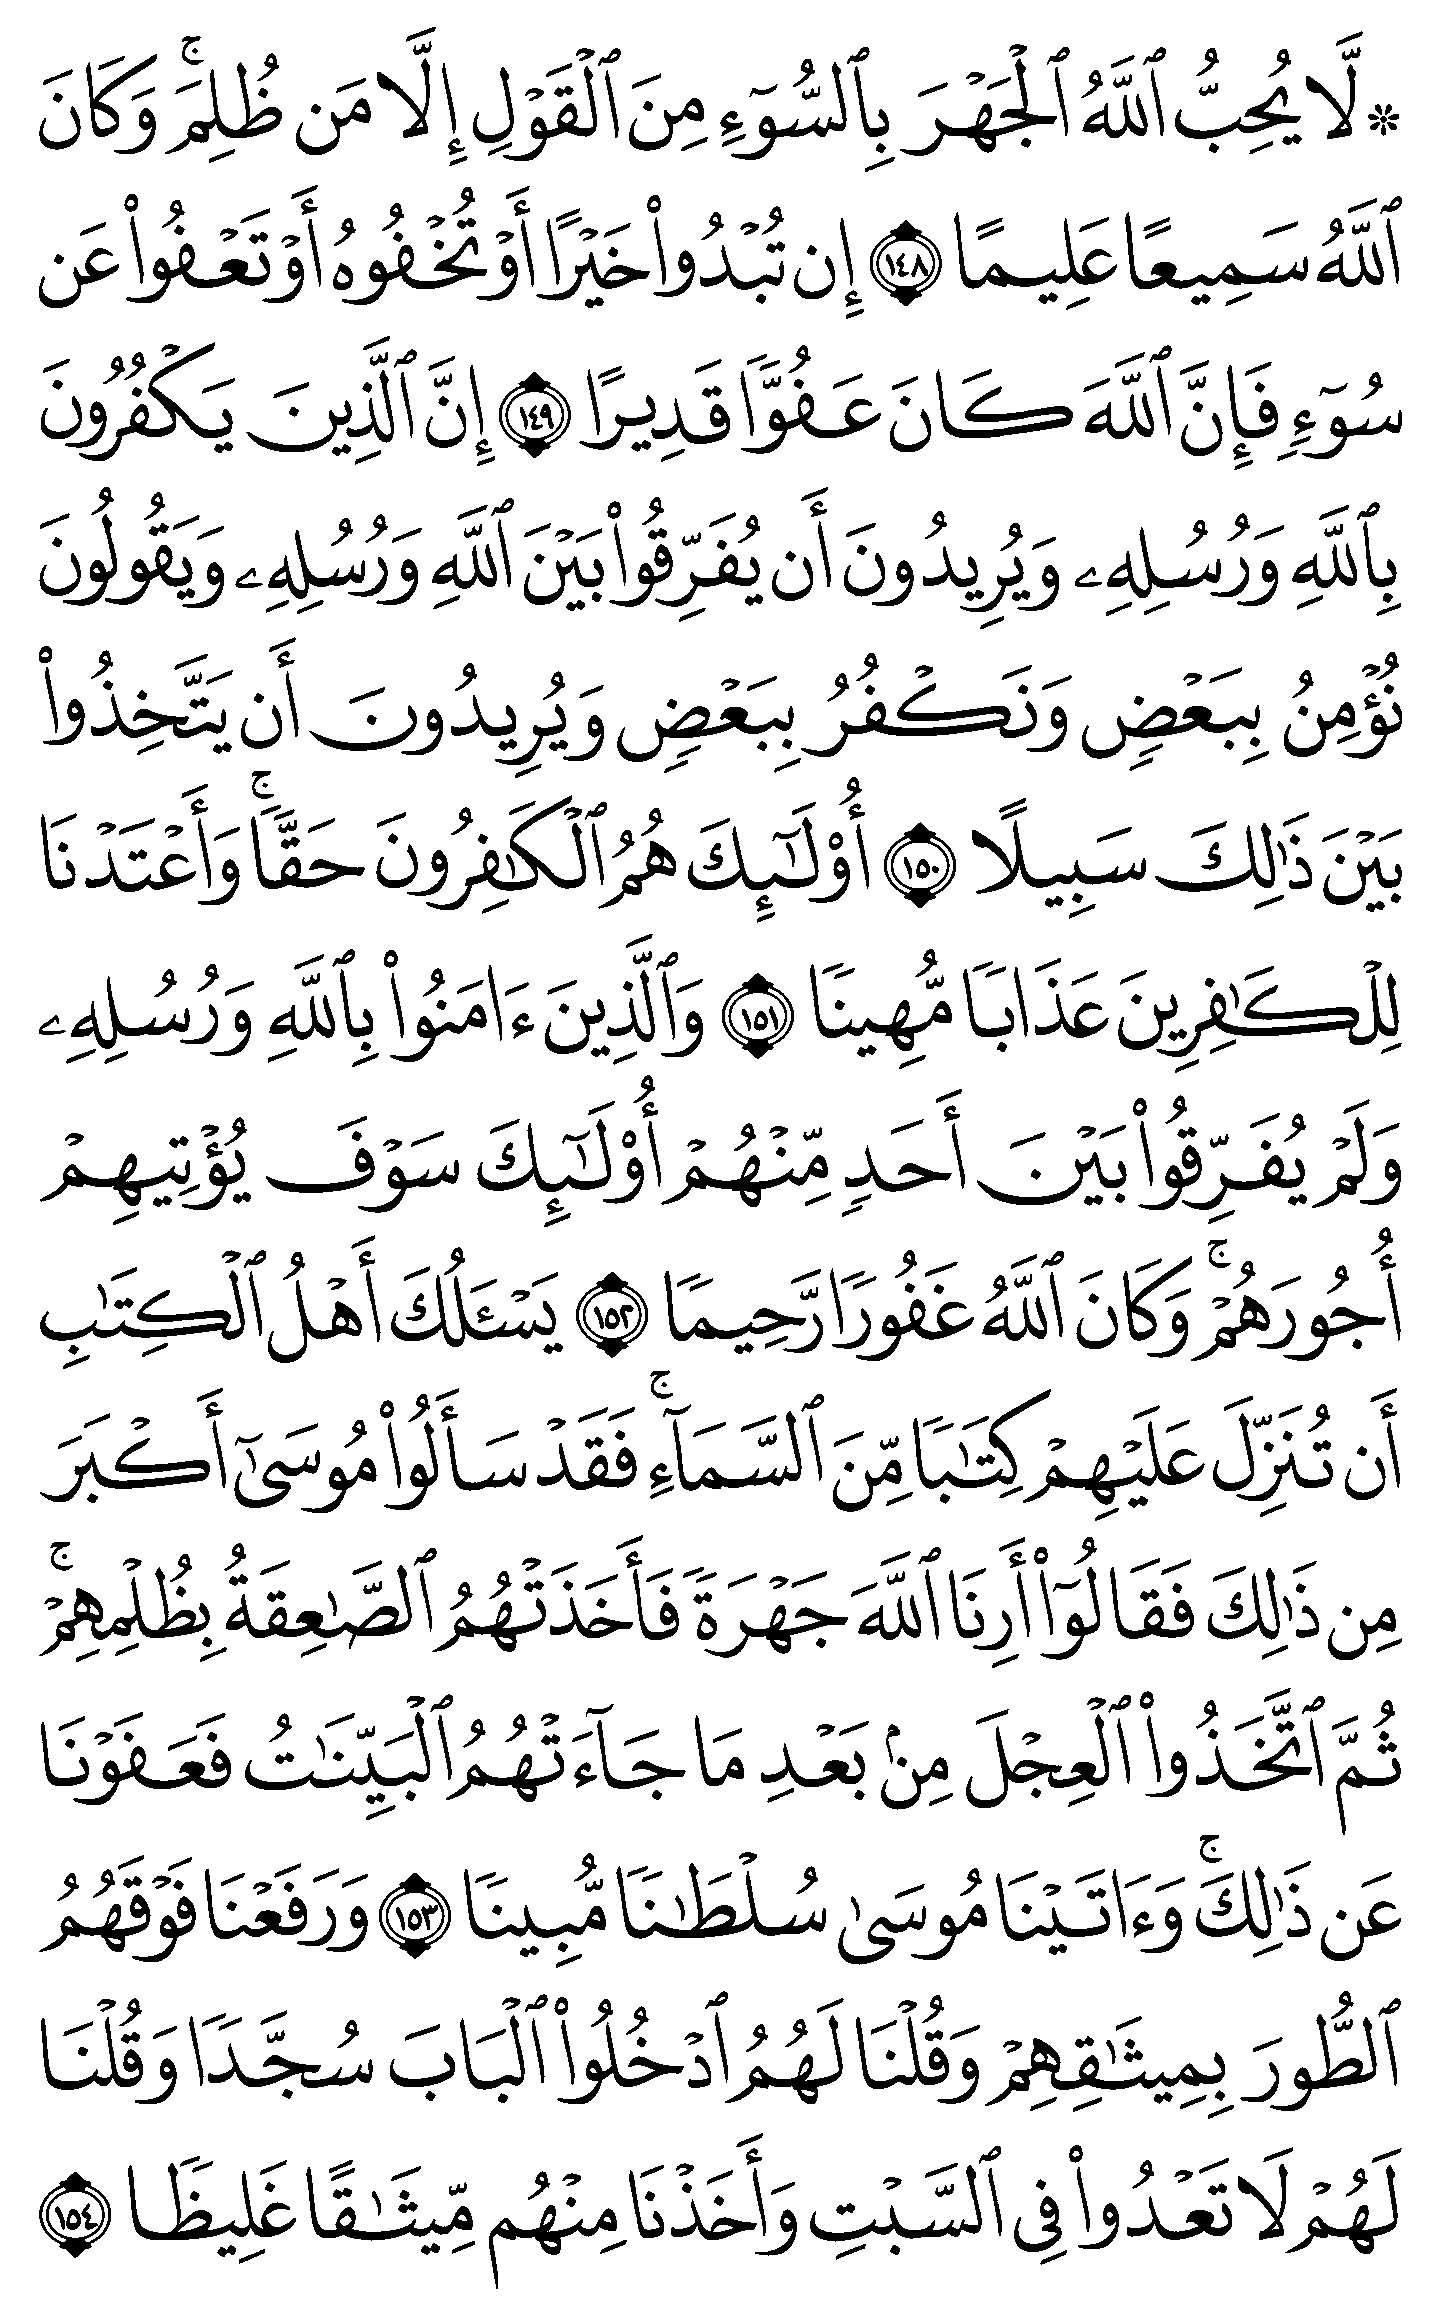 ۞ لَّا يُحِبُّ ٱللَّهُ ٱلْجَهْرَ بِٱلسُّوٓءِ مِنَ ٱلْقَوْلِ إِلَّا مَن ظُلِمَ ۚ وَكَانَ
ٱللَّهُ سَمِيعًا عَلِيمًا ١٤٨ إِن تُبْدُوا۟ خَيْرًا أَوْ تُخْفُوهُ أَوْ تَعْفُوا۟ عَن
سُوٓءٍ فَإِنَّ ٱللَّهَ كَانَ عَفُوًّا قَدِيرًا ١٤٩ إِنَّ ٱلَّذِينَ يَكْفُرُونَ
بِٱللَّهِ وَرُسُلِهِۦ وَيُرِيدُونَ أَن يُفَرِّقُوا۟ بَيْنَ ٱللَّهِ وَرُسُلِهِۦ وَيَقُولُونَ
نُؤْمِنُ بِبَعْضٍ وَنَكْفُرُ بِبَعْضٍ وَيُرِيدُونَ أَن يَتَّخِذُوا۟
بَيْنَ ذَٰلِكَ سَبِيلًا ١٥٠ أُو۟لَـٰٓئِكَ هُمُ ٱلْكَـٰفِرُونَ حَقًّا ۚ وَأَعْتَدْنَا
لِلْكَـٰفِرِينَ عَذَابًا مُّهِينًا ١٥١ وَٱلَّذِينَ ءَامَنُوا۟ بِٱللَّهِ وَرُسُلِهِۦ
وَلَمْ يُفَرِّقُوا۟ بَيْنَ أَحَدٍ مِّنْهُمْ أُو۟لَـٰٓئِكَ سَوْفَ يُؤْتِيهِمْ
أُجُورَهُمْ ۚ وَكَانَ ٱللَّهُ غَفُورًا رَّحِيمًا ١٥٢ يَسْـَٔلُكَ أَهْلُ ٱلْكِتَـٰبِ
أَن تُنَزِّلَ عَلَيْهِمْ كِتَـٰبًا مِّنَ ٱلسَّمَآءِ ۚ فَقَدْ سَأَلُوا۟ مُوسَىٰٓ أَكْبَرَ
مِن ذَٰلِكَ فَقَالُوٓا۟ أَرِنَا ٱللَّهَ جَهْرَةً فَأَخَذَتْهُمُ ٱلصَّـٰعِقَةُ بِظُلْمِهِمْ ۚ
ثُمَّ ٱتَّخَذُوا۟ ٱلْعِجْلَ مِنۢ بَعْدِ مَا جَآءَتْهُمُ ٱلْبَيِّنَـٰتُ فَعَفَوْنَا
عَن ذَٰلِكَ ۚ وَءَاتَيْنَا مُوسَىٰ سُلْطَـٰنًا مُّبِينًا ١٥٣ وَرَفَعْنَا فَوْقَهُمُ
ٱلطُّورَ بِمِيثَـٰقِهِمْ وَقُلْنَا لَهُمُ ٱدْخُلُوا۟ ٱلْبَابَ سُجَّدًا وَقُلْنَا
لَهُمْ لَا تَعْدُوا۟ فِى ٱلسَّبْتِ وَأَخَذْنَا مِنْهُم مِّيثَـٰقًا غَلِيظًا ١٥٤